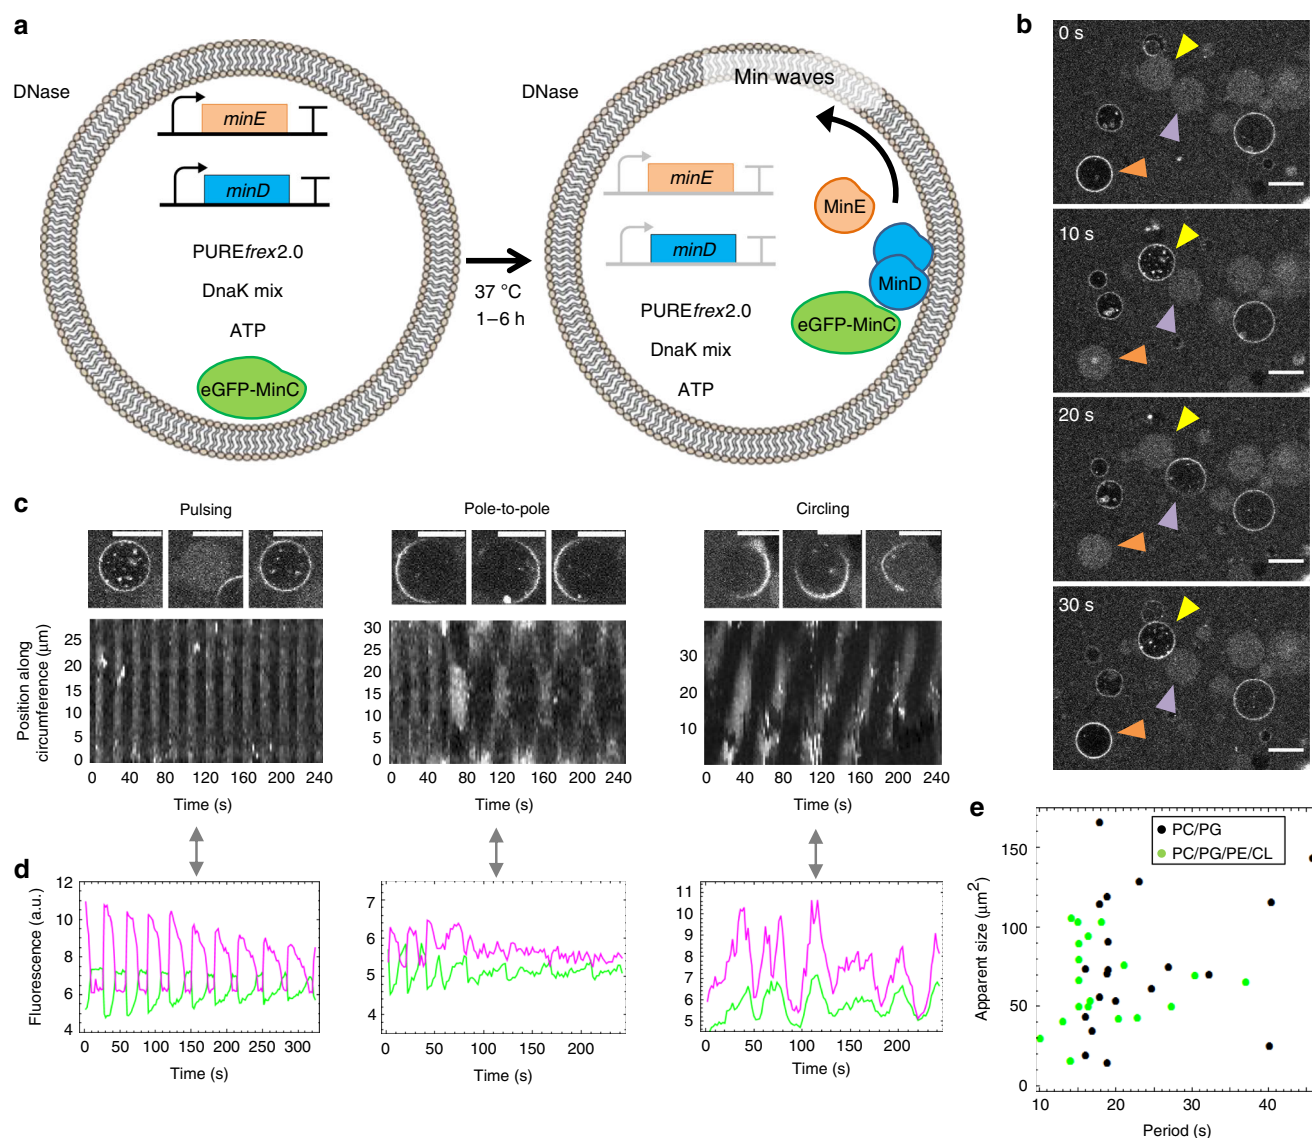 a
DNase
minE
minD
PUREfrex2.0
DnaK mix
ATP
eGFP-MinC
37 °C
1–6 h
DNase
Min waves
minE
minD
MinE
MinD
eGFP-MinC
PUREfrex2.0
DnaK mix
ATP
b
0 s
10 s
20 s
30 s
c
Pulsing
Pole-to-pole
Circling
Position along
circumference (μm)
25
20
15
10
5
0
0 40 80 120 160 200 240
Time (s)
30
25
20
15
10
5
0
0 40 80 120 160 200 240
Time (s)
30
20
10
0 40 80 120 160 200 240
Time (s)
d
Fluorescence (a.u.)
12
10
8
6
4
0 50 100 150 200 250 300
Time (s)
7
6
5
4
0 50 100 150 200
Time (s)
11
10
9
8
7
6
5
0 50 100 150 200
Time (s)
e
Apparent size (μm²)
150
100
50
0
PC/PG
PC/PG/PE/CL
10 20 30 40
Period (s)